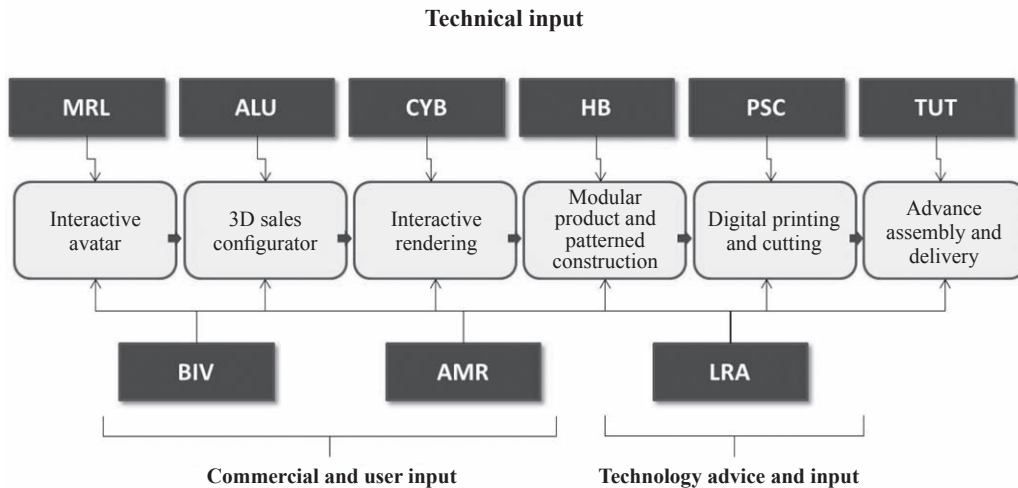 Technical input
MRL
ALU
CYB
HB
PSC
TUT
Interactive
avatar
3D sales
configurator
Interactive
rendering
Modular
product and
patterned
construction
Digital printing
and cutting
Advance
assembly and
delivery
BIV
AMR
LRA
Commercial and user input
Technology advice and input